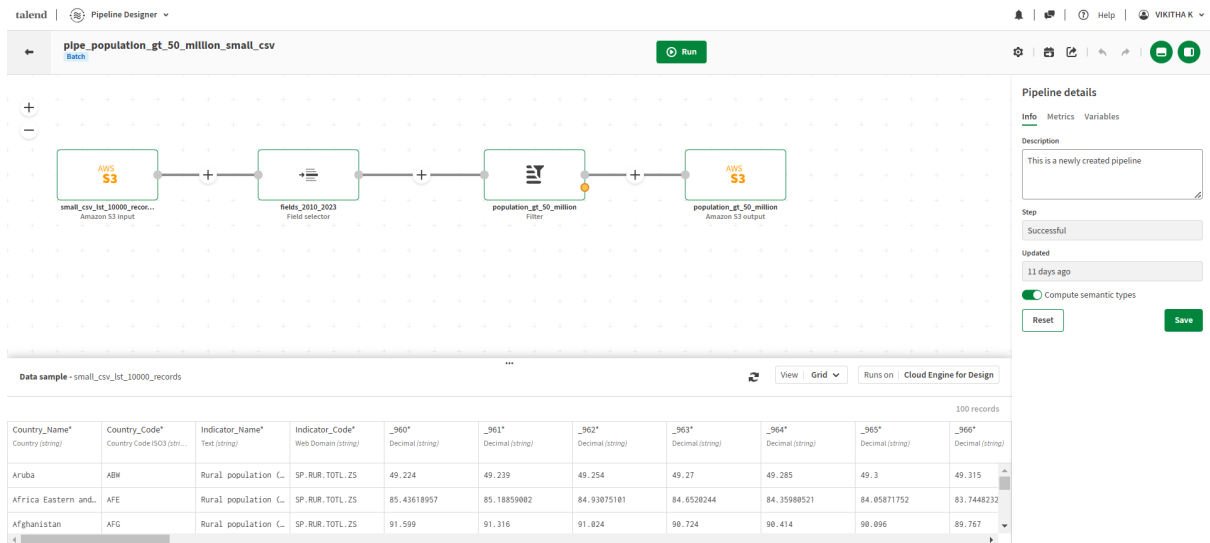 talend
Pipeline Designer
Help
VIKITHA K
pipe_population_gt_50_million_small_csv
Batch
Run
AWS
S3
small_csv_lst_10000_recor...
Amazon S3 input
fields_2010_2023
Field selector
population_gt_50_million
Filter
AWS
S3
population_gt_50_million
Amazon S3 output
Pipeline details
Info Metrics Variables
Description
This is a newly created pipeline
Step
Successful
Updated
11 days ago
Compute semantic types
Reset Save
Data sample - small_csv_lst_10000_records
View Grid
Runs on Cloud Engine for Design
100 records
Country_Name* Country_Code* Indicator_Name* Indicator_Code* _960* _961* _962* _963* _964* _965* _966*
Country (string) Country Code ISO3 (stri... Text (string) Web Domain (string) Decimal (string) Decimal (string) Decimal (string) Decimal (string) Decimal (string) Decimal (string) Decimal (string)
Aruba ABW Rural population (… SP.RUR.TOTL.ZS 49.224 49.239 49.254 49.27 49.285 49.3 49.315
Africa Eastern and… AFE Rural population (… SP.RUR.TOTL.ZS 85.43618957 85.18859002 84.93075101 84.6520244 84.35980521 84.05871752 83.7448232
Afghanistan AFG Rural population (… SP.RUR.TOTL.ZS 91.599 91.316 91.024 90.724 90.414 90.096 89.767